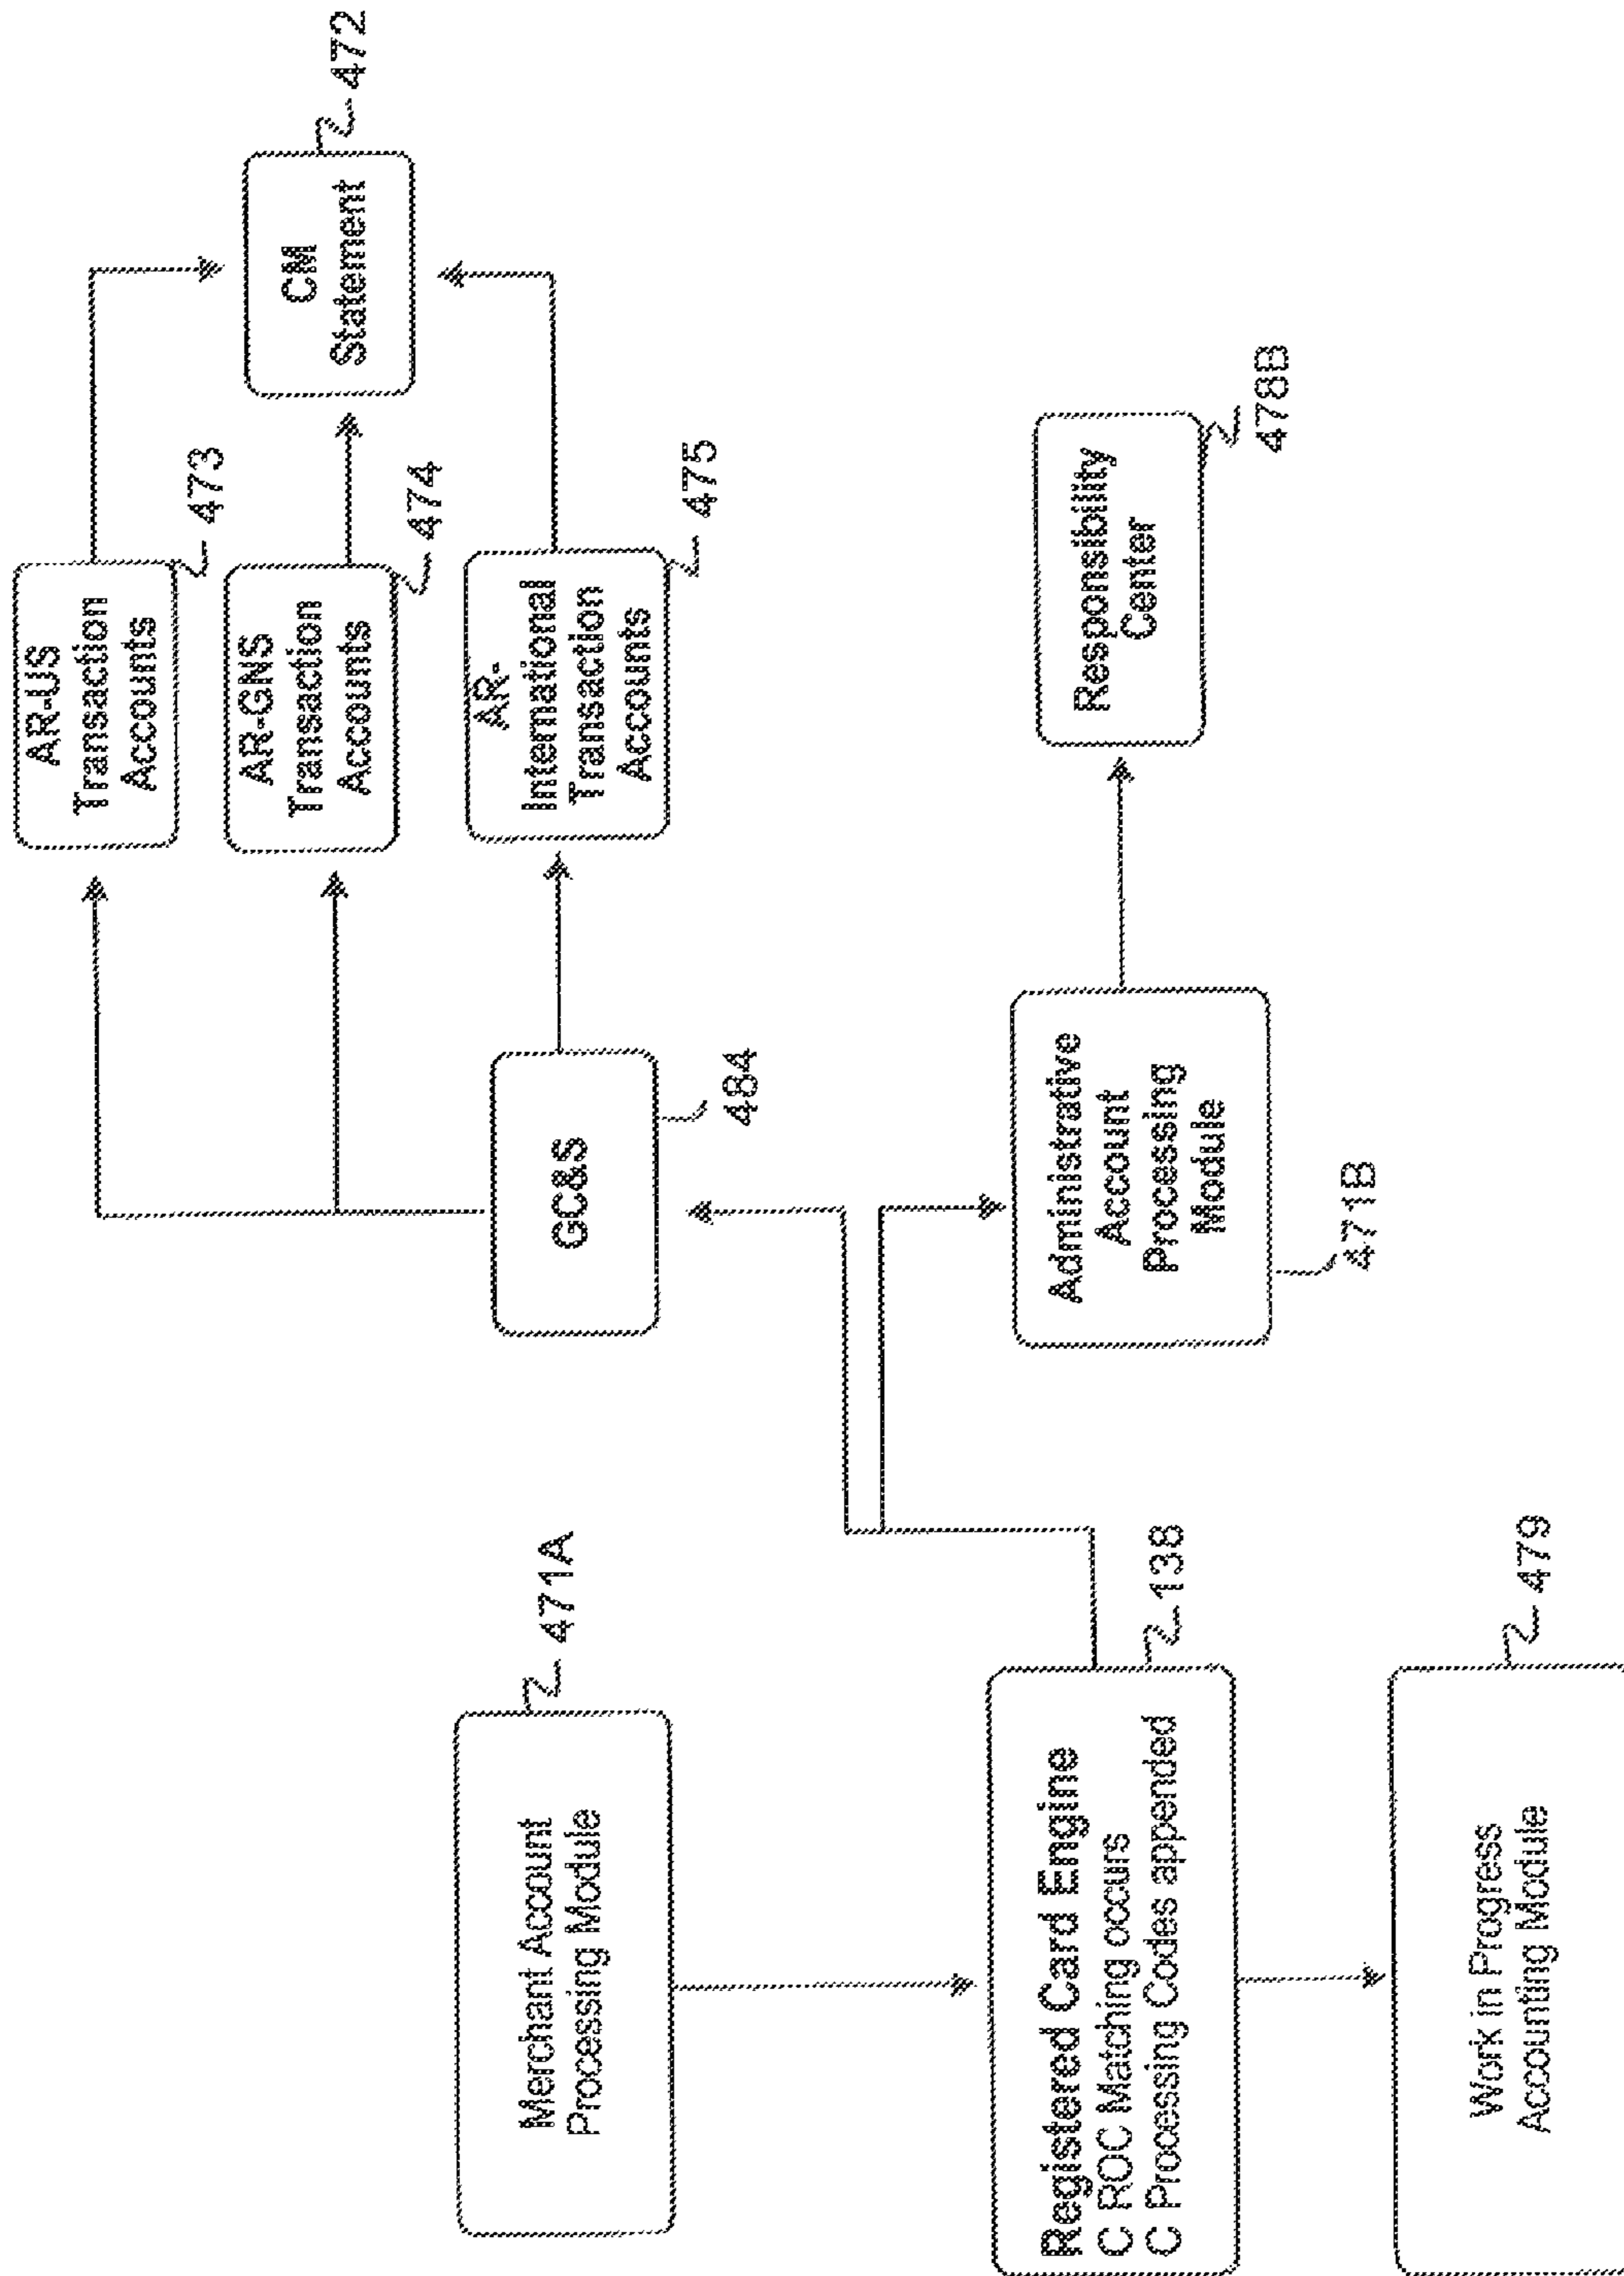 Merchant Account
Processing Module
471A
Registered Card Engine
C ROC Matching occurs
C Processing Codes appended
138
Work in Progress
Accounting Module
479
GC&S
484
Administrative
Account
Processing
Module
471B
AR-US
Transaction
Accounts
473
AR-GNS
Transaction
Accounts
474
AR-
International
Transaction
Accounts
475
CM
Statement
472
Responsibility
Center
478B